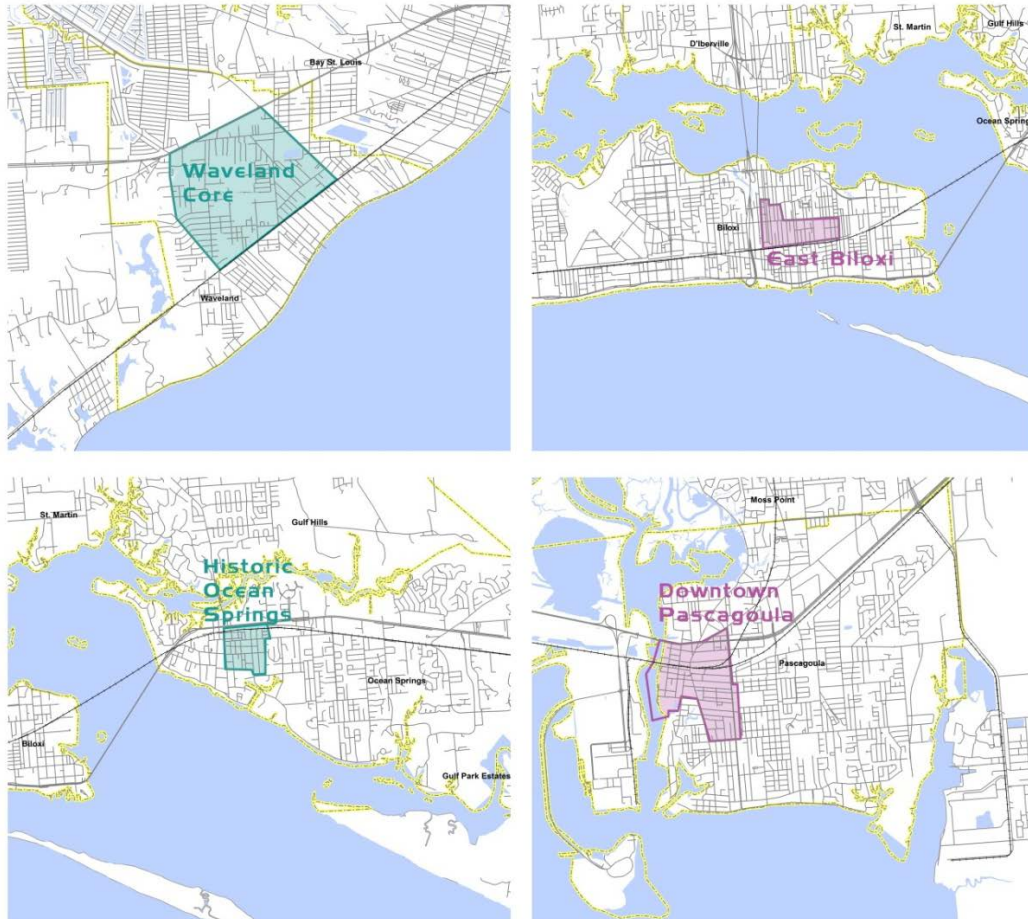 Bay St. Louis
Waveland
Core
Waveland
D'Iberville
St. Martin
Gulf Hills
Ocean Spring
Biloxi
East Biloxi
St. Martin
Gulf Hills
Historic
Ocean
Springs
Ocean Springs
Biloxi
Gulf Park Estates
Moss Point
Downtown
Pascagoula
Pascagoula